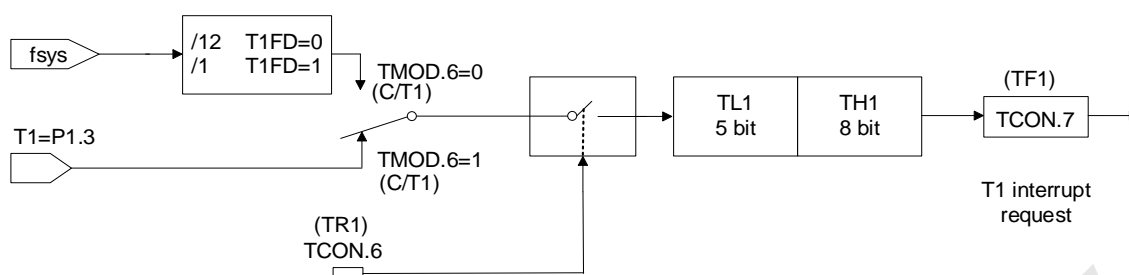 fsys
/12 T1FD=0
/1 T1FD=1
TMOD.6=0
(C/T1)
T1=P1.3
TMOD.6=1
(C/T1)
(TR1)
TCON.6
TL1
5 bit
TH1
8 bit
(TF1)
TCON.7
T1 interrupt
request